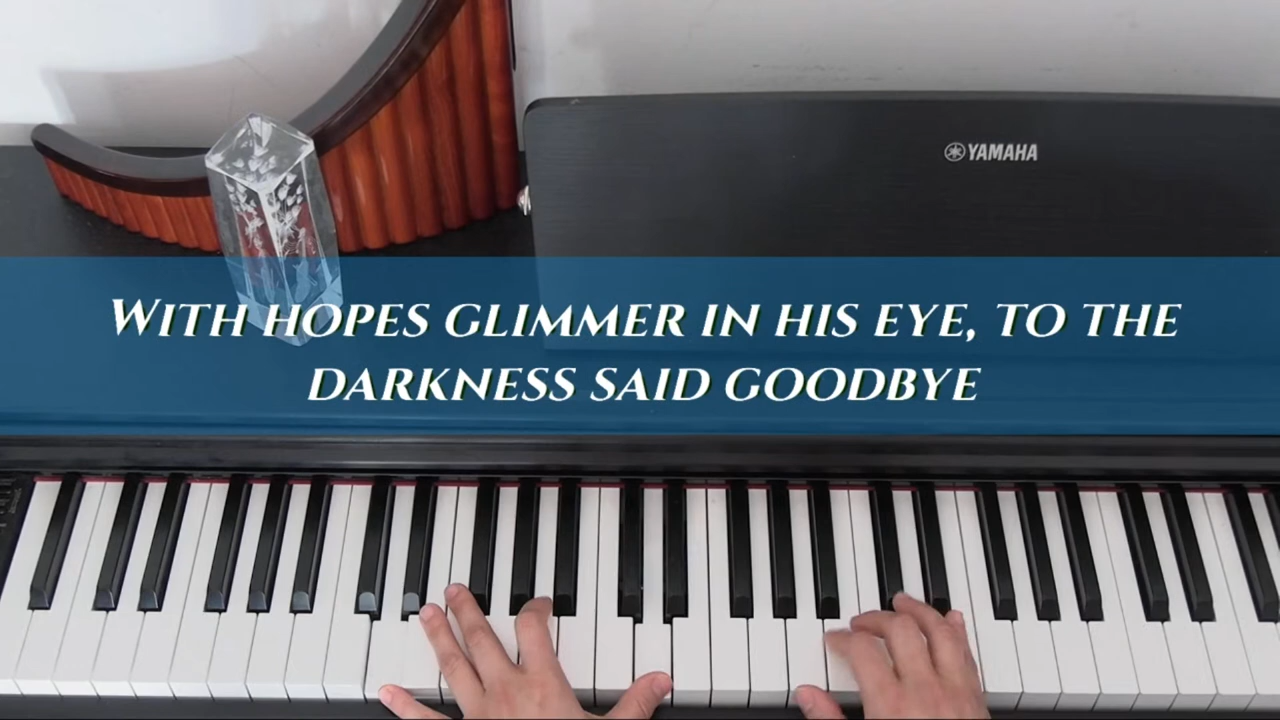 YAMAHA
WITH HOPES GLIMMER IN HIS EYE, TO THE
DARKNESS SAID GOODBYE